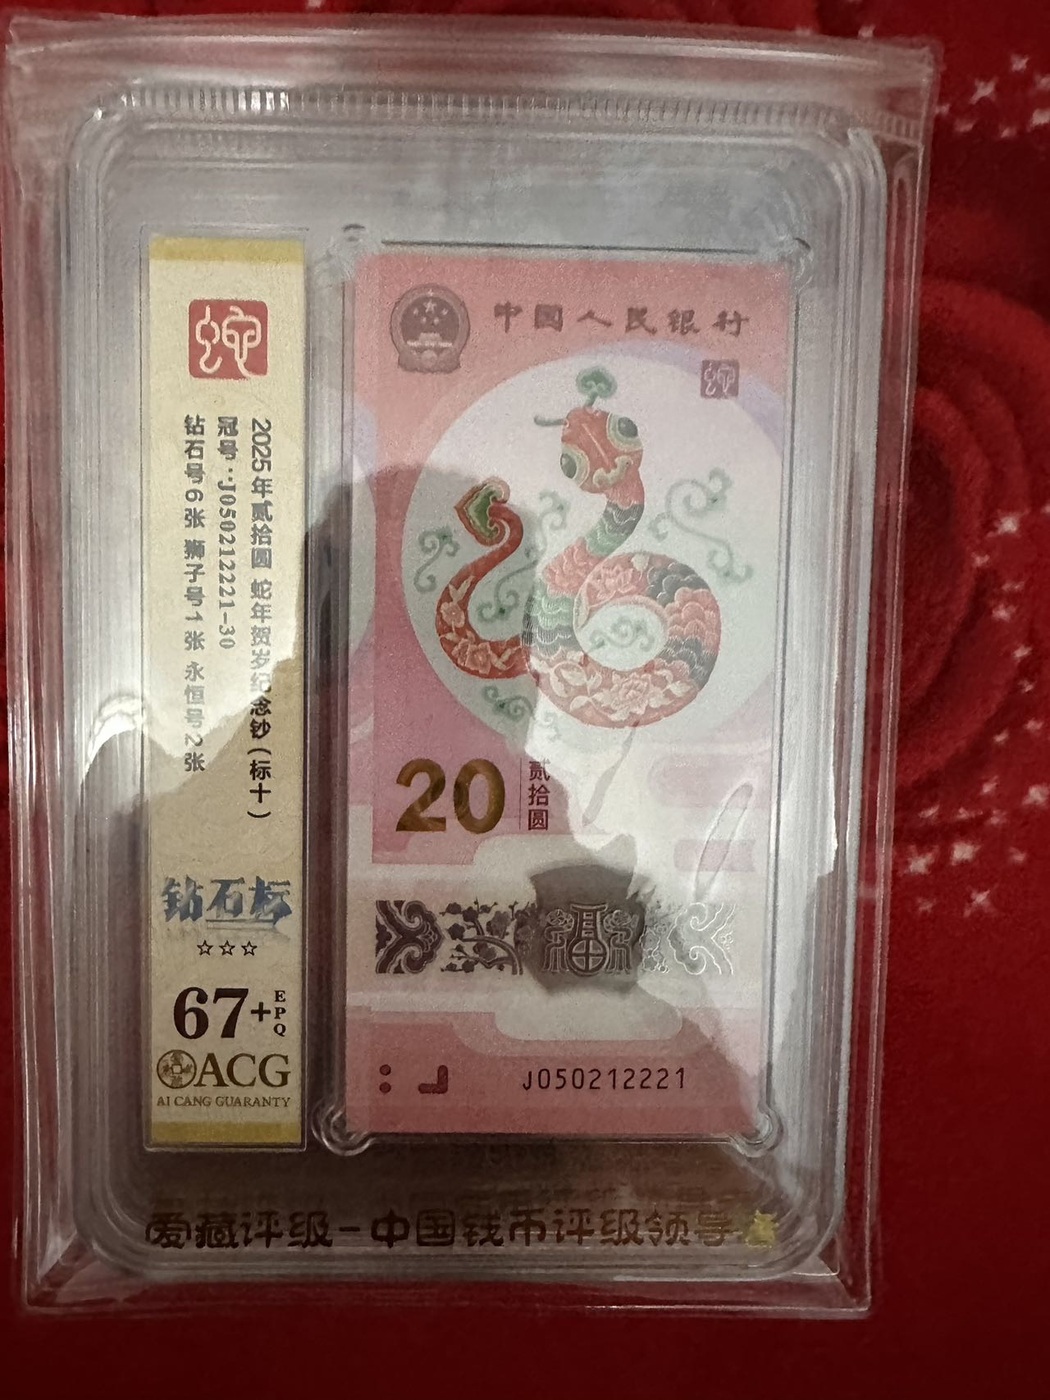 蛇
2025年贰拾圆 蛇年贺岁纪念钞(标十)
冠号:J050212221-30
钻石号6张 狮子号1张 永恒号2张
钻石标
☆☆☆
67+EPQ
ACG
AI CANG GUARANTY
中国人民银行
蛇
20
贰拾圆
福
J050212221
爱藏评级-中国钱币评级领导